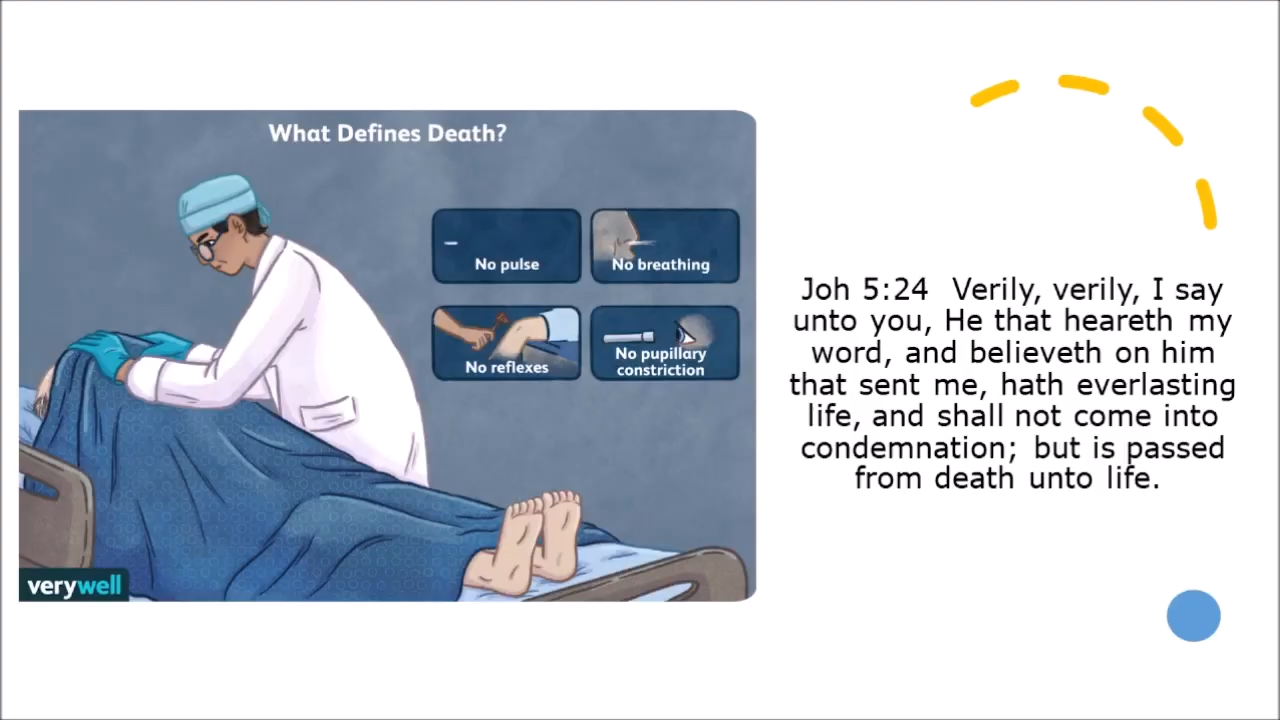 What Defines Death?
No pulse
No breathing
No reflexes
No pupillary
constriction
verywell
Joh 5:24  Verily, verily, I say
unto you, He that heareth my
word, and believeth on him
that sent me, hath everlasting
life, and shall not come into
condemnation; but is passed
from death unto life.